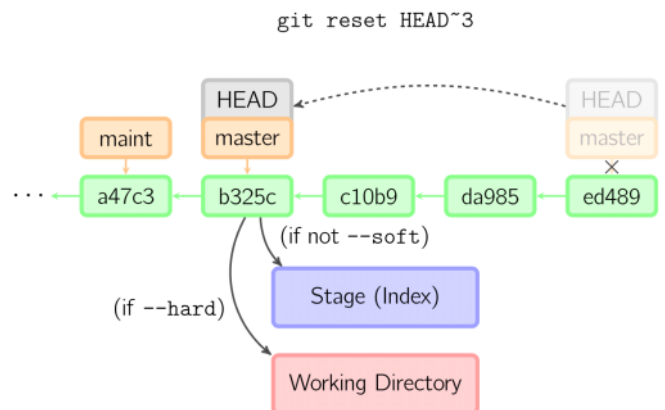 git reset HEAD~3
HEAD HEAD
maint master master
··· a47c3 b325c c10b9 da985 ed489
(if not --soft)
Stage (Index)
(if --hard)
Working Directory